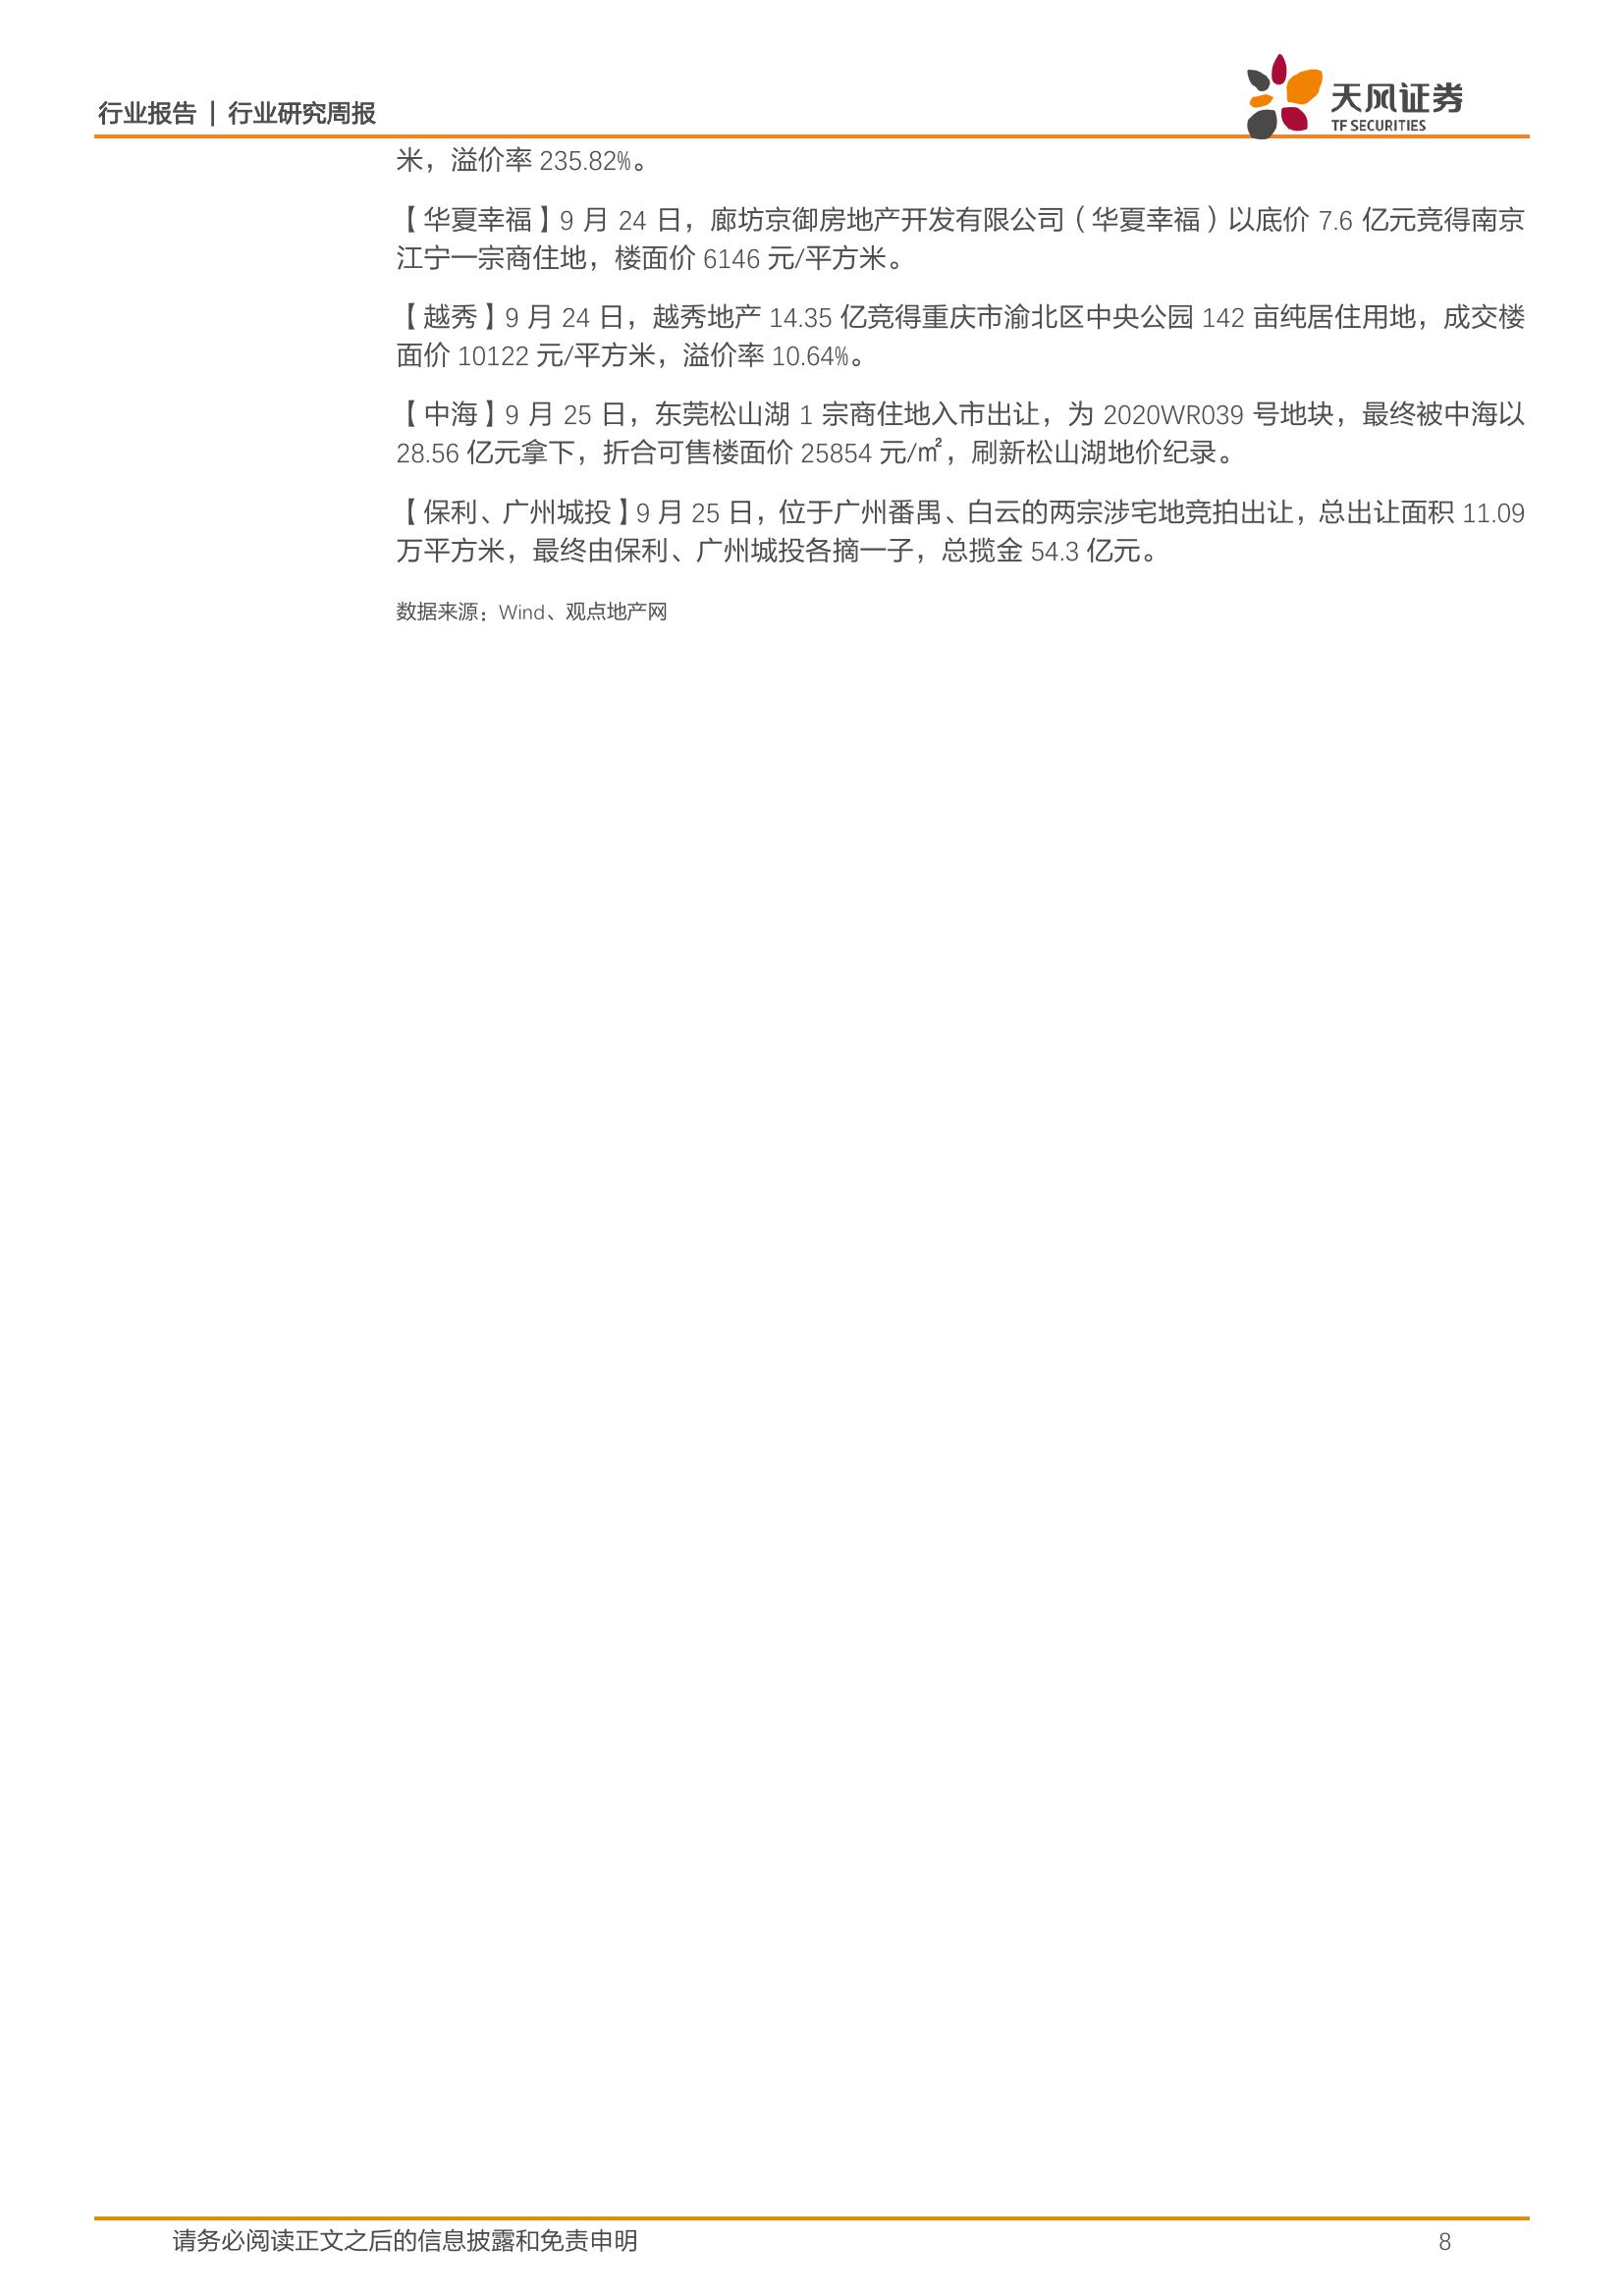 行业报告 | 行业研究周报
天风证券
TF SECURITIES
米，溢价率 235.82%。
【华夏幸福】9 月 24 日，廊坊京御房地产开发有限公司（华夏幸福）以底价 7.6 亿元竞得南京
江宁一宗商住地，楼面价 6146 元/平方米。
【越秀】9 月 24 日，越秀地产 14.35 亿竞得重庆市渝北区中央公园 142 亩纯居住用地，成交楼
面价 10122 元/平方米，溢价率 10.64%。
【中海】9 月 25 日，东莞松山湖 1 宗商住地入市出让，为 2020WR039 号地块，最终被中海以
28.56 亿元拿下，折合可售楼面价 25854 元/㎡，刷新松山湖地价纪录。
【保利、广州城投】9 月 25 日，位于广州番禺、白云的两宗涉宅地竞拍出让，总出让面积 11.09
万平方米，最终由保利、广州城投各摘一子，总揽金 54.3 亿元。
数据来源：Wind、观点地产网
请务必阅读正文之后的信息披露和免责申明
8